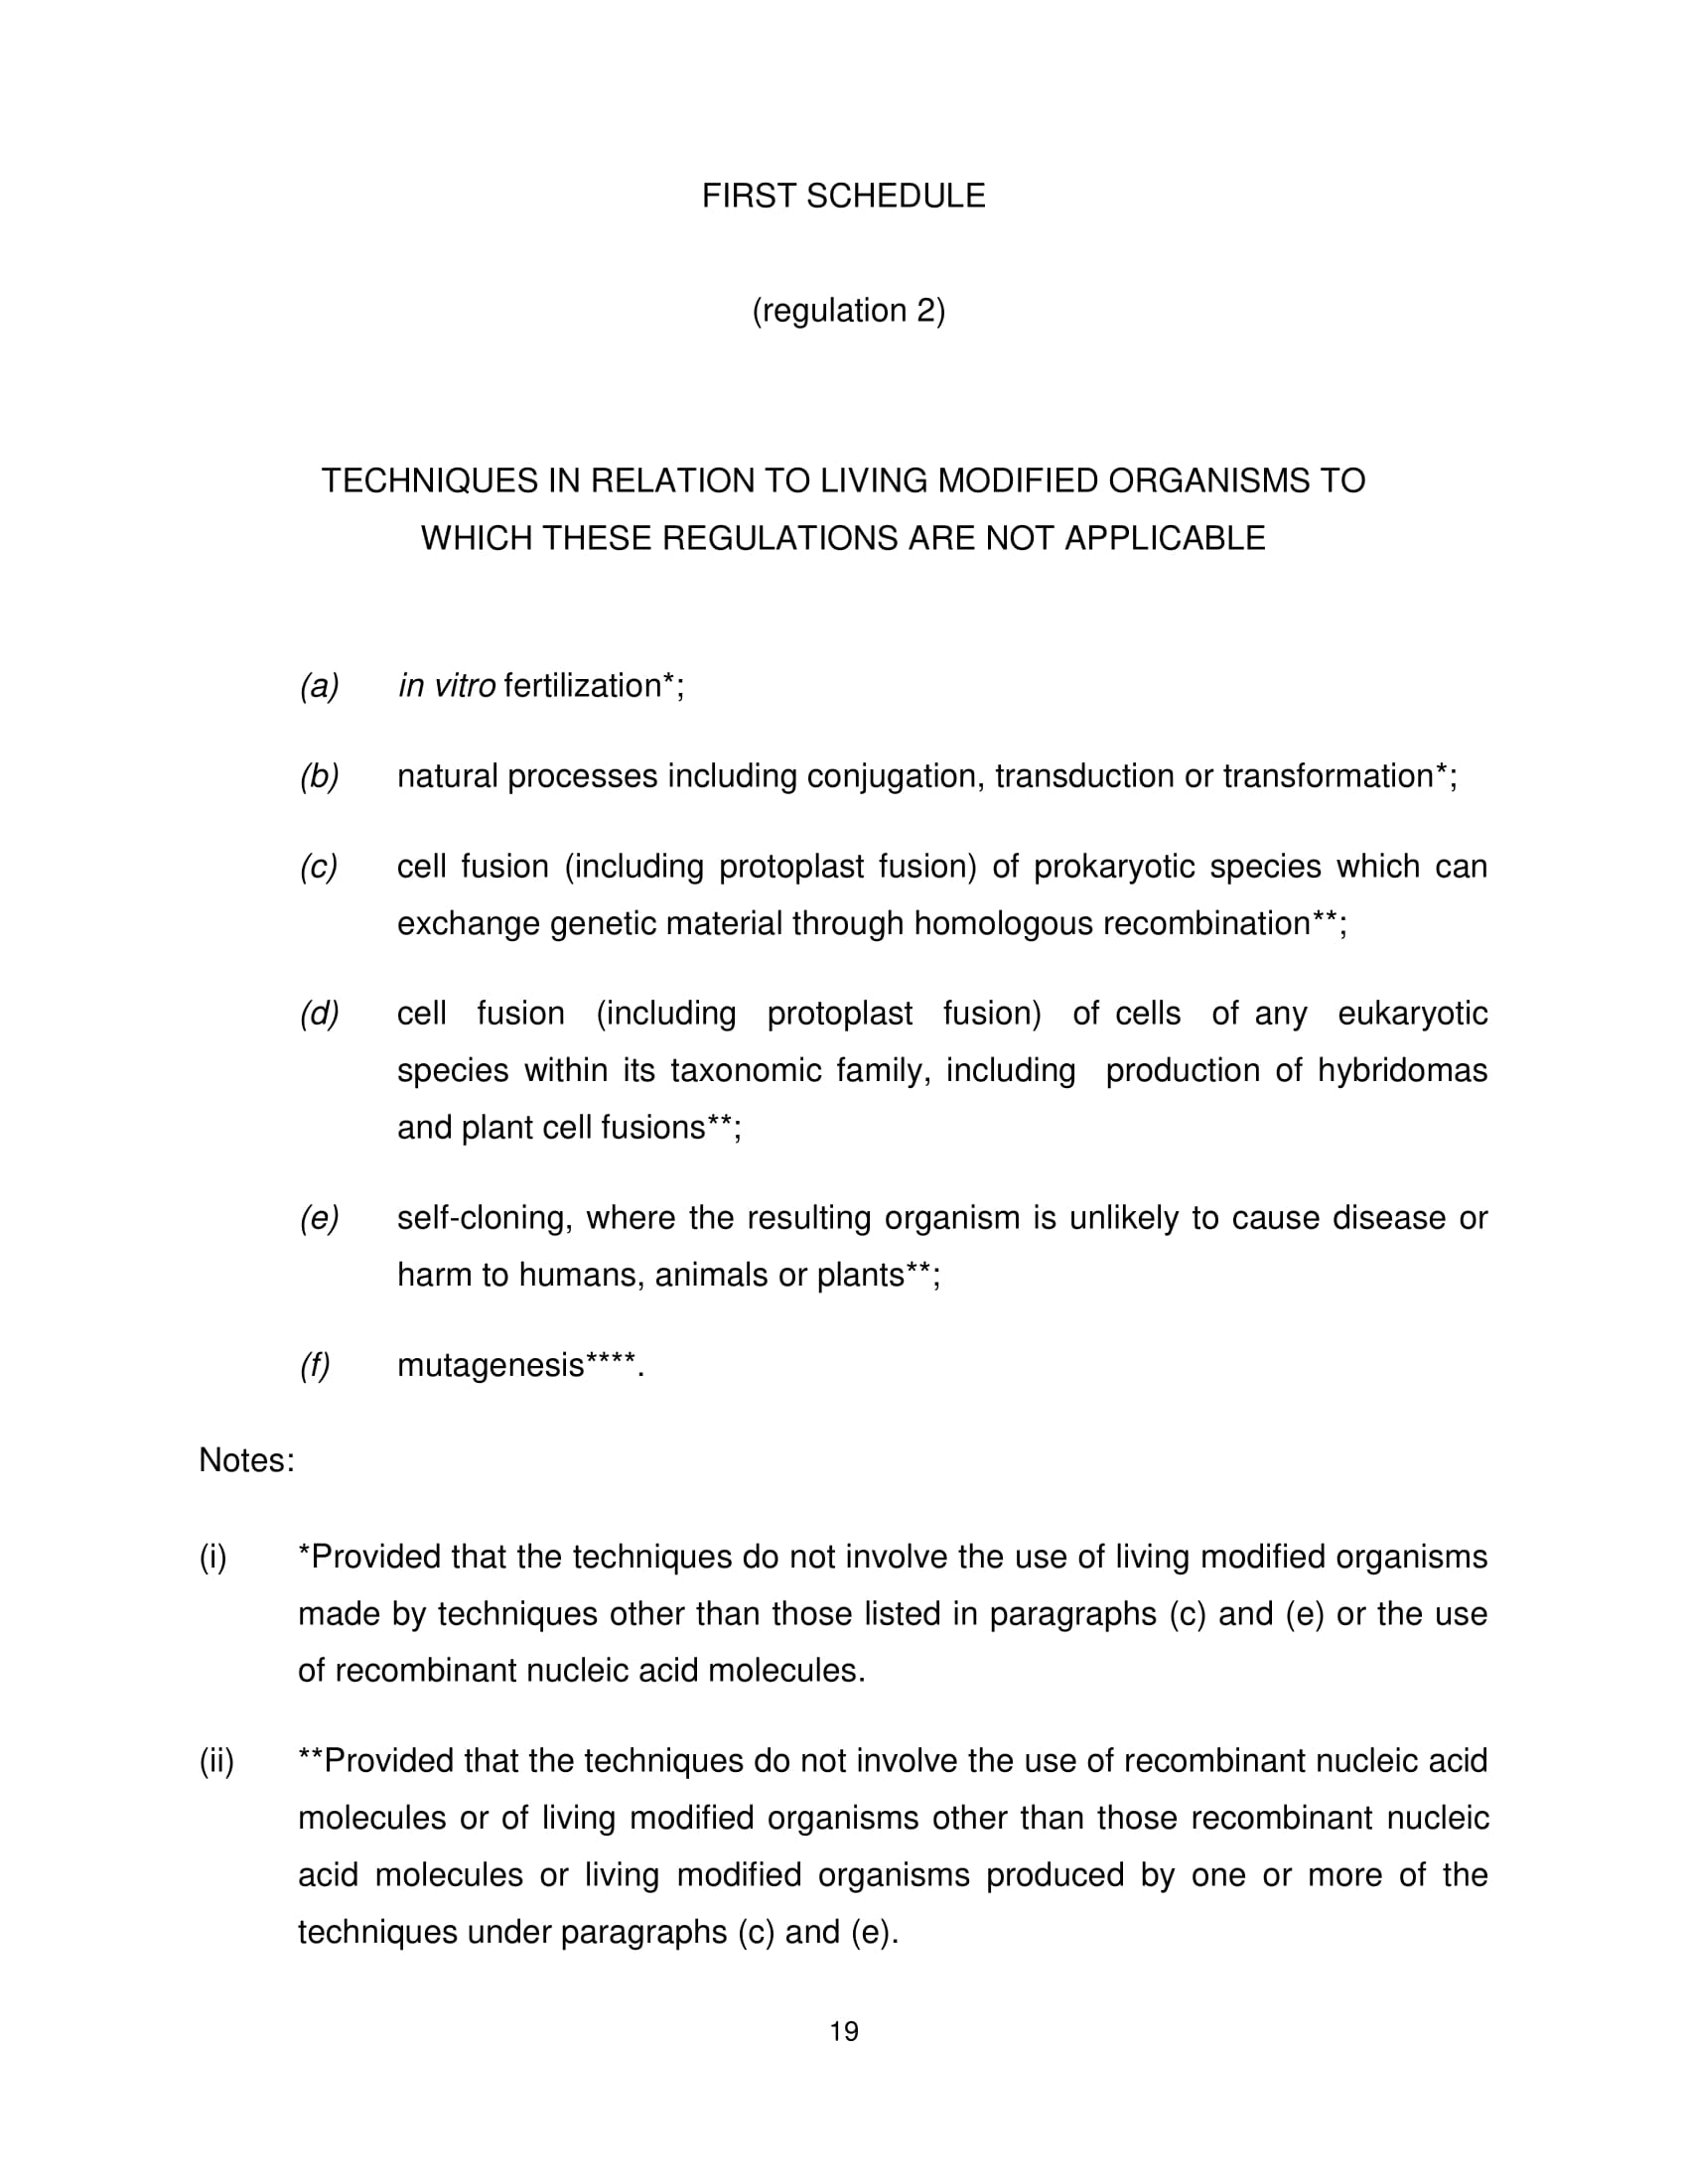 FIRST SCHEDULE
(regulation 2)
TECHNIQUES IN RELATION TO LIVING MODIFIED ORGANISMS TO
WHICH THESE REGULATIONS ARE NOT APPLICABLE
(a) in vitro fertilization*;
(b) natural processes including conjugation, transduction or transformation*;
(c) cell fusion (including protoplast fusion) of prokaryotic species which can
exchange genetic material through homologous recombination**;
(d) cell fusion (including protoplast fusion) of cells of any eukaryotic
species within its taxonomic family, including production of hybridomas
and plant cell fusions**;
(e) self-cloning, where the resulting organism is unlikely to cause disease or
harm to humans, animals or plants**;
(f) mutagenesis****.
Notes:
(i) *Provided that the techniques do not involve the use of living modified organisms
made by techniques other than those listed in paragraphs (c) and (e) or the use
of recombinant nucleic acid molecules.
(ii) **Provided that the techniques do not involve the use of recombinant nucleic acid
molecules or of living modified organisms other than those recombinant nucleic
acid molecules or living modified organisms produced by one or more of the
techniques under paragraphs (c) and (e).
19